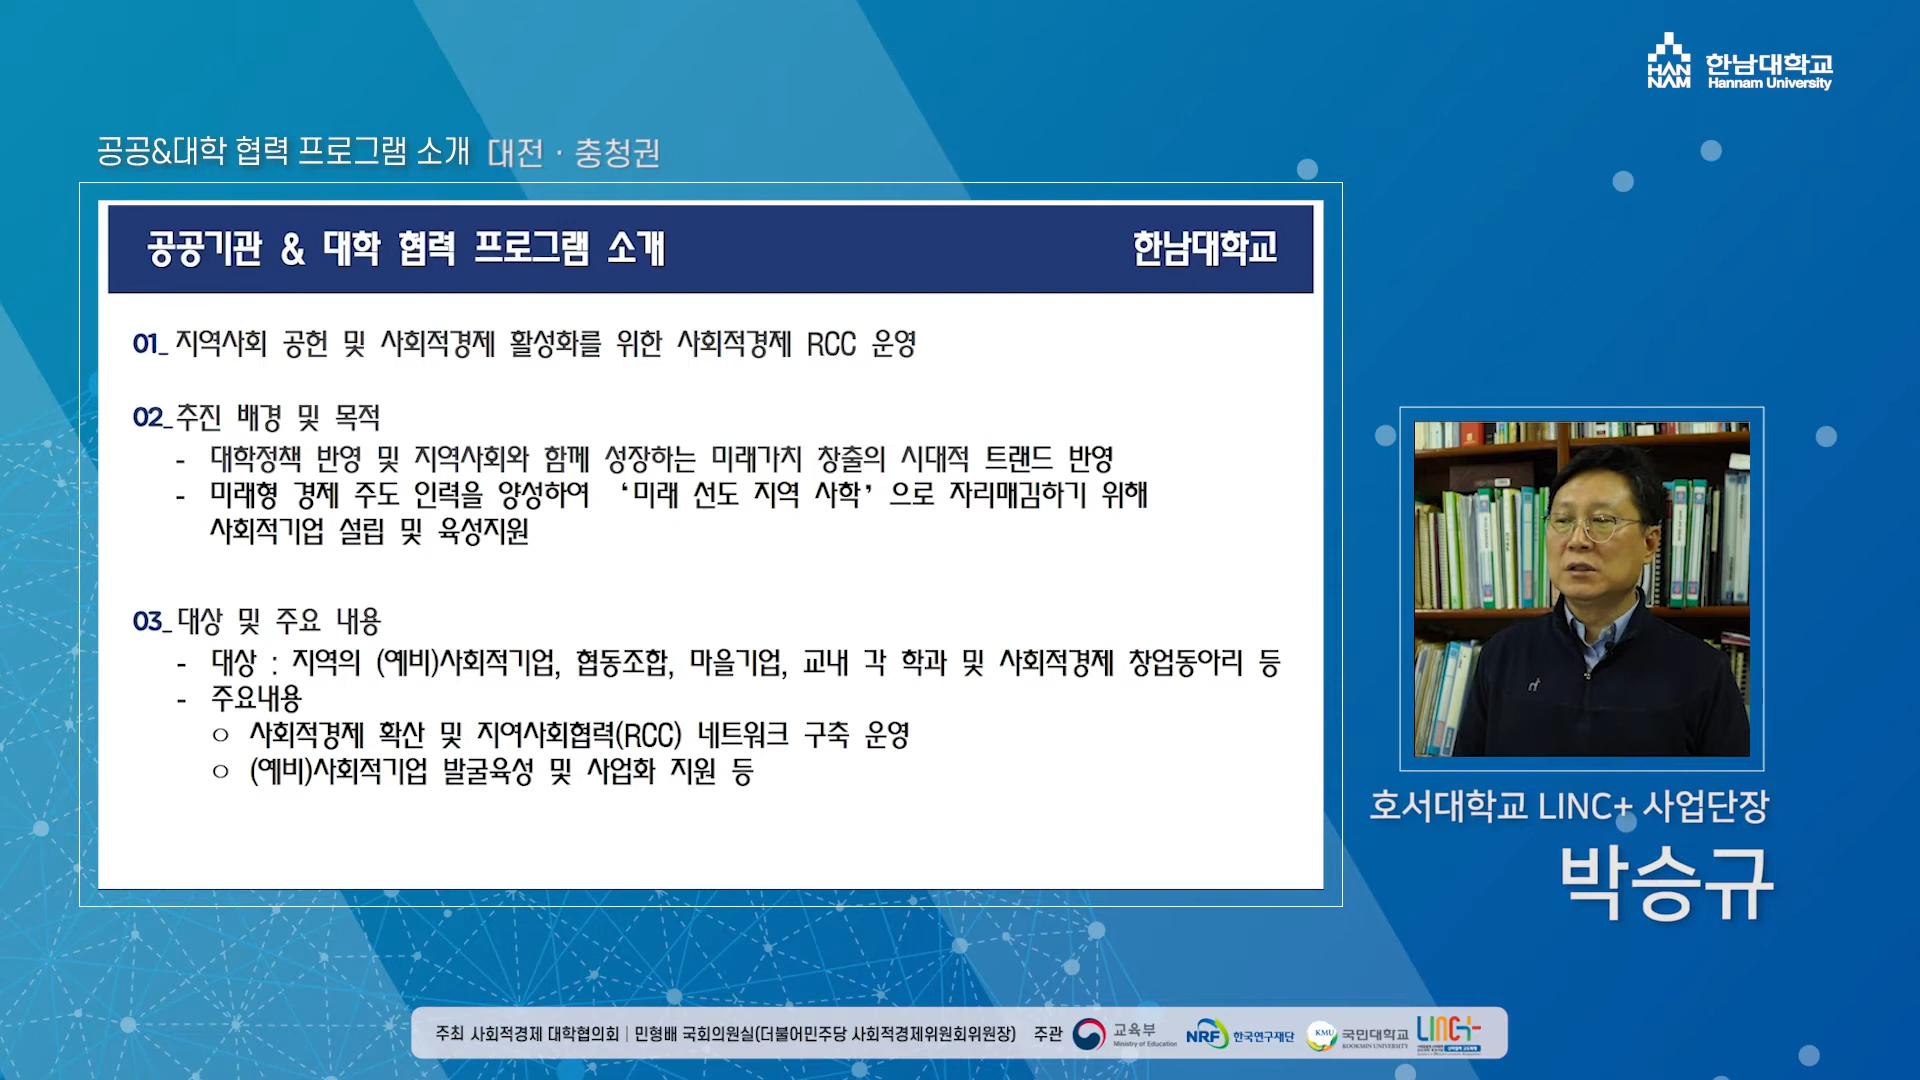 HAN
NAM
한남대학교
Hannam University
공공&대학 협력 프로그램 소개 대전 · 충청권
공공기관 & 대학 협력 프로그램 소개 한남대학교
01_ 지역사회 공헌 및 사회적경제 활성화를 위한 사회적경제 RCC 운영
02_ 추진 배경 및 목적
- 대학정책 반영 및 지역사회와 함께 성장하는 미래가치 창출의 시대적 트랜드 반영
- 미래형 경제 주도 인력을 양성하여 ‘미래 선도 지역 사학’으로 자리매김하기 위해
사회적기업 설립 및 육성지원
03_ 대상 및 주요 내용
- 대상 : 지역의 (예비)사회적기업, 협동조합, 마을기업, 교내 각 학과 및 사회적경제 창업동아리 등
- 주요내용
○ 사회적경제 확산 및 지여사회협력(RCC) 네트워크 구축 운영
○ (예비)사회적기업 발굴육성 및 사업화 지원 등
호서대학교 LINC+ 사업단장
박승규
주최 사회적경제 대학협의회 | 민형배 국회의원실(더불어민주당 사회적경제위원회위원장) 주관 교육부 Ministry of Education NRF 한국연구재단 KMU 국민대학교 KOOKMIN UNIVERSITY LINC+